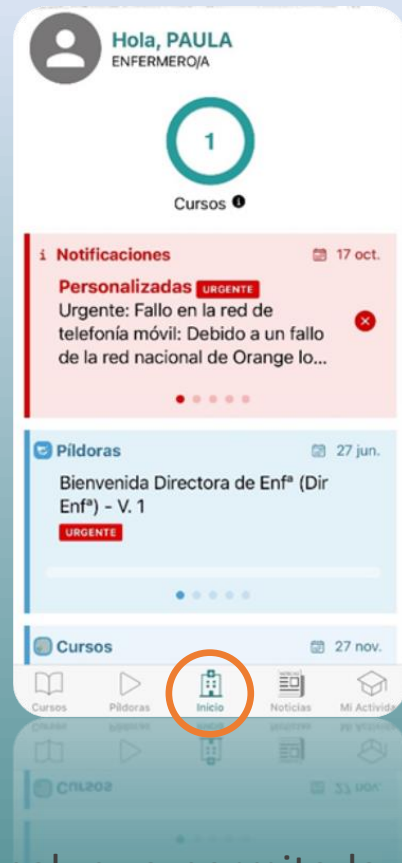 Hola, PAULA
ENFERMERO/A
1
Cursos
Notificaciones 17 oct.
Personalizadas URGENTE
Urgente: Fallo en la red de
telefonía móvil: Debido a un fallo
de la red nacional de Orange lo...
Píldoras 27 jun.
Bienvenida Directora de Enfª (Dir
Enfª) - V. 1
URGENTE
Cursos 27 nov.
Cursos Píldoras Inicio Noticias Mi Activida